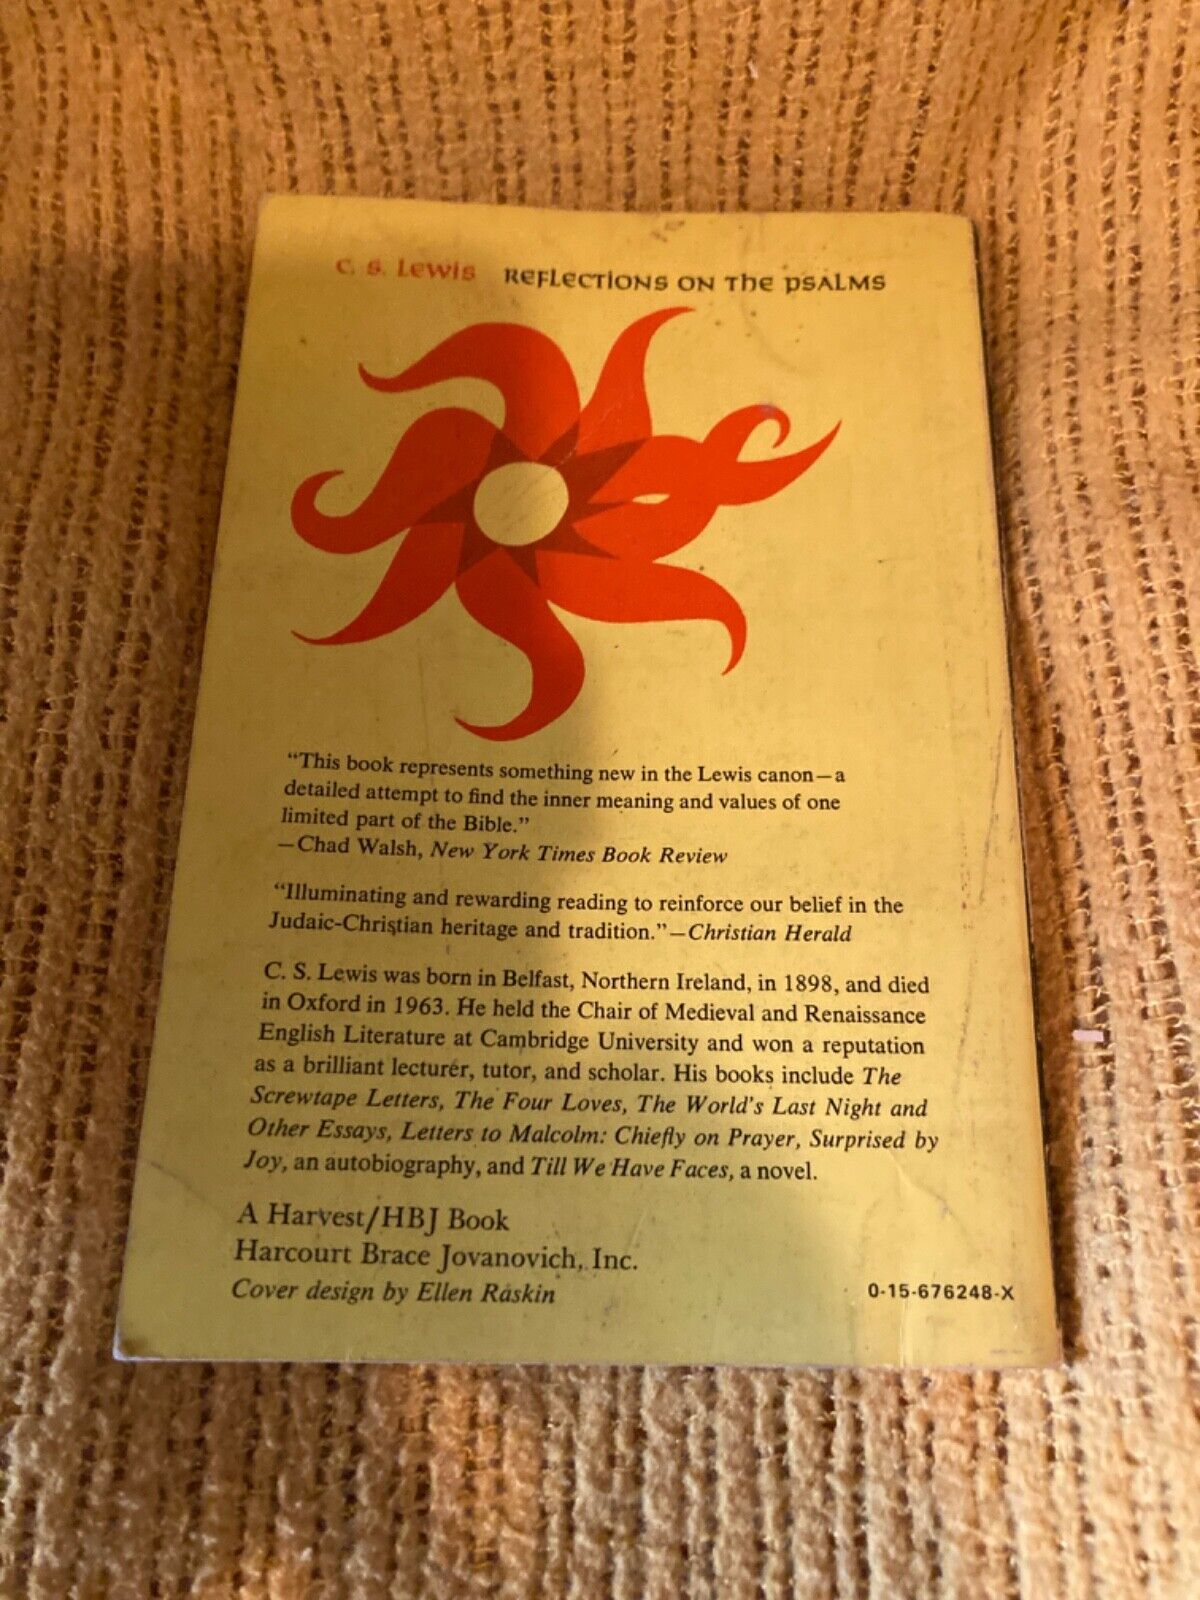 C. S. Lewis Reflections on the Psalms
“This book represents something new in the Lewis canon—a
detailed attempt to find the inner meaning and values of one
limited part of the Bible.”
—Chad Walsh, New York Times Book Review
“Illuminating and rewarding reading to reinforce our belief in the
Judaic-Christian heritage and tradition.”—Christian Herald
C. S. Lewis was born in Belfast, Northern Ireland, in 1898, and died
in Oxford in 1963. He held the Chair of Medieval and Renaissance
English Literature at Cambridge University and won a reputation
as a brilliant lecturer, tutor, and scholar. His books include The
Screwtape Letters, The Four Loves, The World's Last Night and
Other Essays, Letters to Malcolm: Chiefly on Prayer, Surprised by
Joy, an autobiography, and Till We Have Faces, a novel.
A Harvest/HBJ Book
Harcourt Brace Jovanovich, Inc.
Cover design by Ellen Raskin
0-15-676248-X